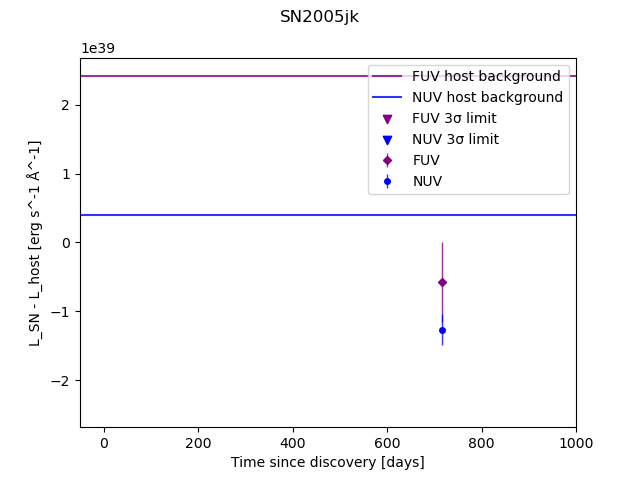 SN2005jk
1e39
FUV host background
NUV host background
FUV 3σ limit
NUV 3σ limit
FUV
NUV
2
1
0
−1
−2
L_SN - L_host [erg s^-1 Å^-1]
0
200
400
600
800
1000
Time since discovery [days]